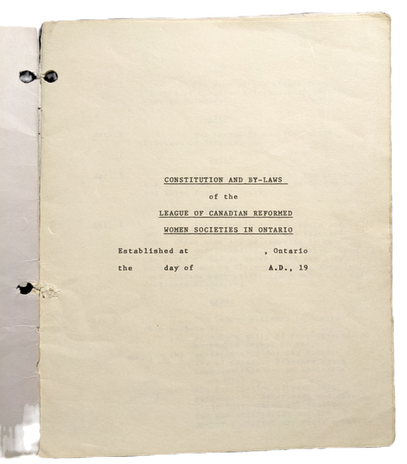 CONSTITUTION AND BY-LAWS
of the
LEAGUE OF CANADIAN REFORMED
WOMEN SOCIETIES IN ONTARIO
Established at , Ontario
the day of A.D., 19